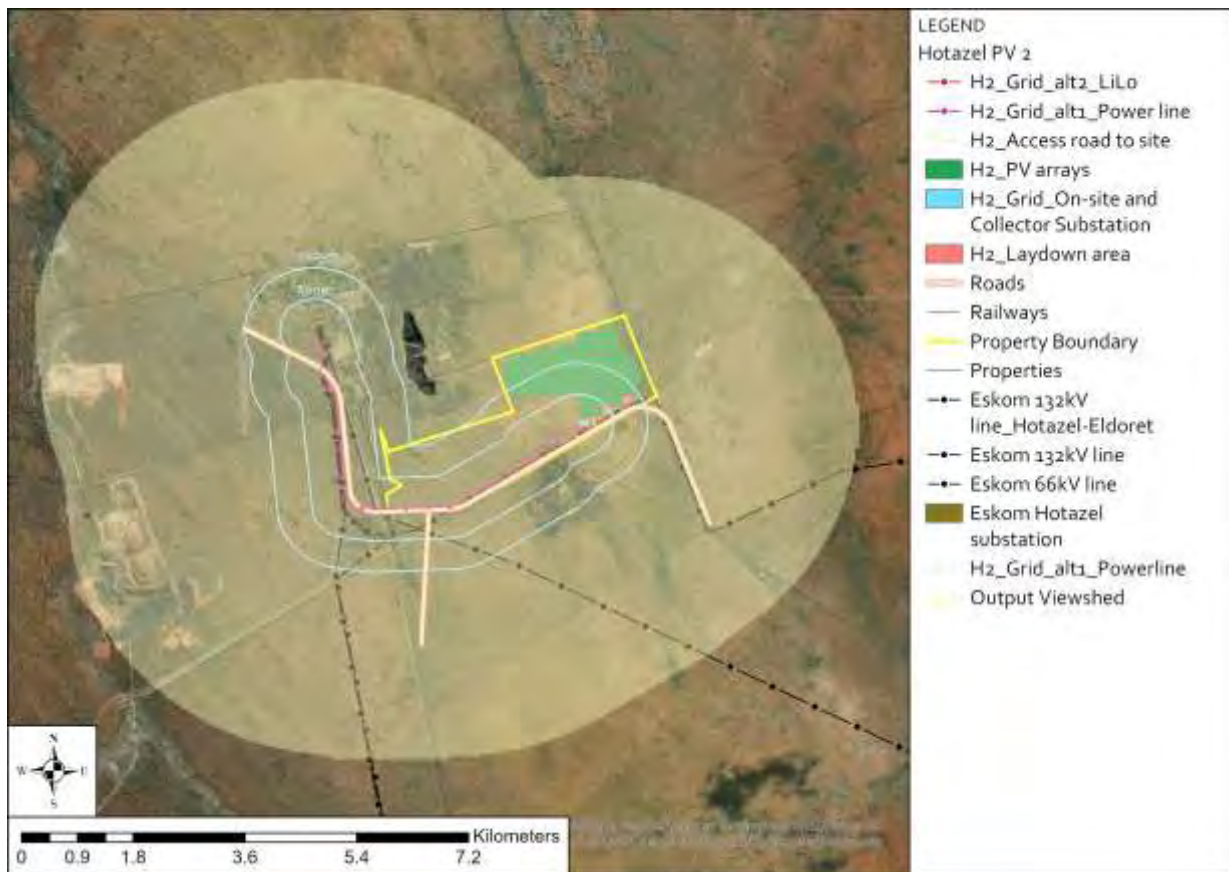 LEGEND
Hotazel PV 2
H2_Grid_alt2_LiLo
H2_Grid_alt1_Power line
H2_Access road to site
H2_PV arrays
H2_Grid_On-site and
Collector Substation
H2_Laydown area
Roads
Railways
Property Boundary
Properties
Eskom 132kV
line_Hotazel-Eldoret
Eskom 132kV line
Eskom 66kV line
Eskom Hotazel
substation
H2_Grid_alt1_Powerline
Output Viewshed
N
W E
S
Kilometers
0 0.9 1.8 3.6 5.4 7.2